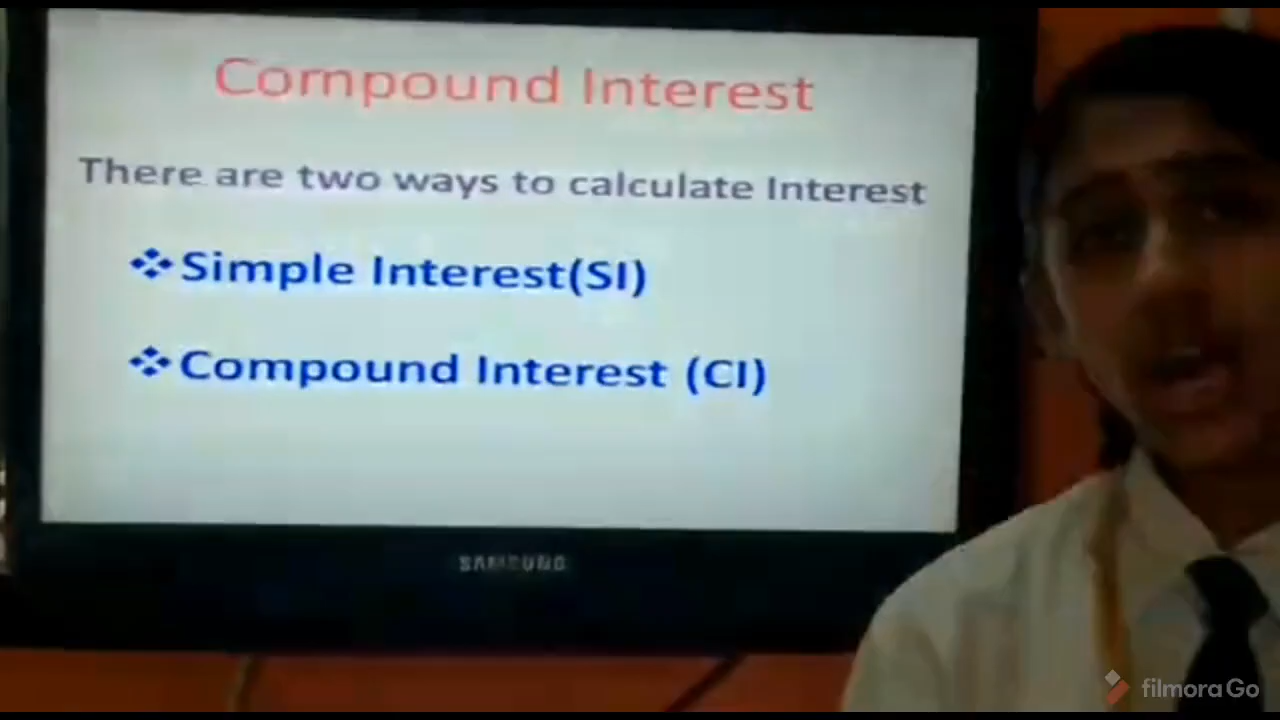 Compound Interest
There are two ways to calculate Interest
❖Simple Interest(SI)
❖Compound Interest (CI)
SAMSUNG
filmoraGo